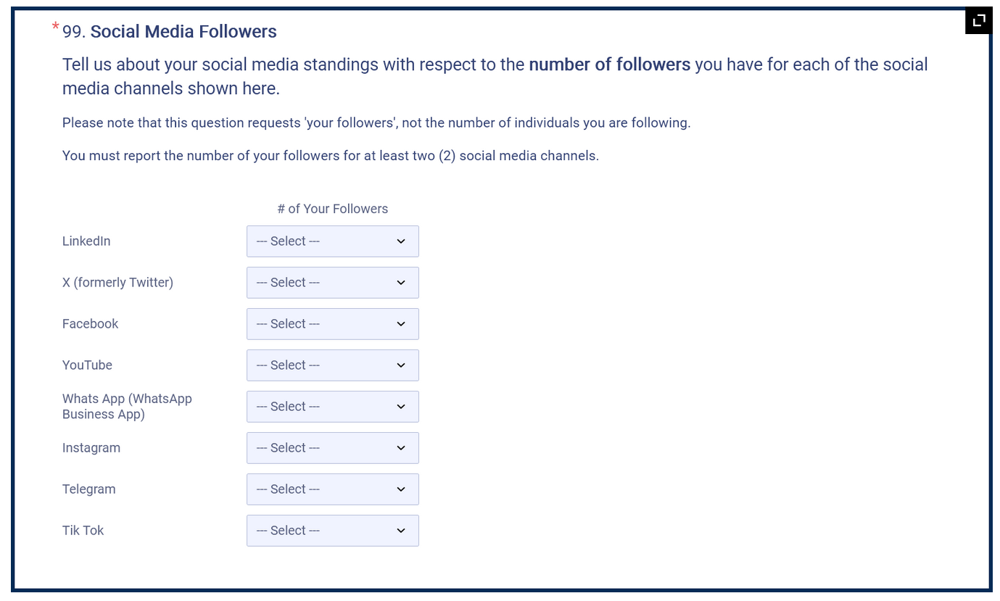 * 99. Social Media Followers
Tell us about your social media standings with respect to the number of followers you have for each of the social
media channels shown here.
Please note that this question requests 'your followers', not the number of individuals you are following.
You must report the number of your followers for at least two (2) social media channels.
# of Your Followers
LinkedIn --- Select ---
X (formerly Twitter) --- Select ---
Facebook --- Select ---
YouTube --- Select ---
Whats App (WhatsApp
Business App) --- Select ---
Instagram --- Select ---
Telegram --- Select ---
Tik Tok --- Select ---